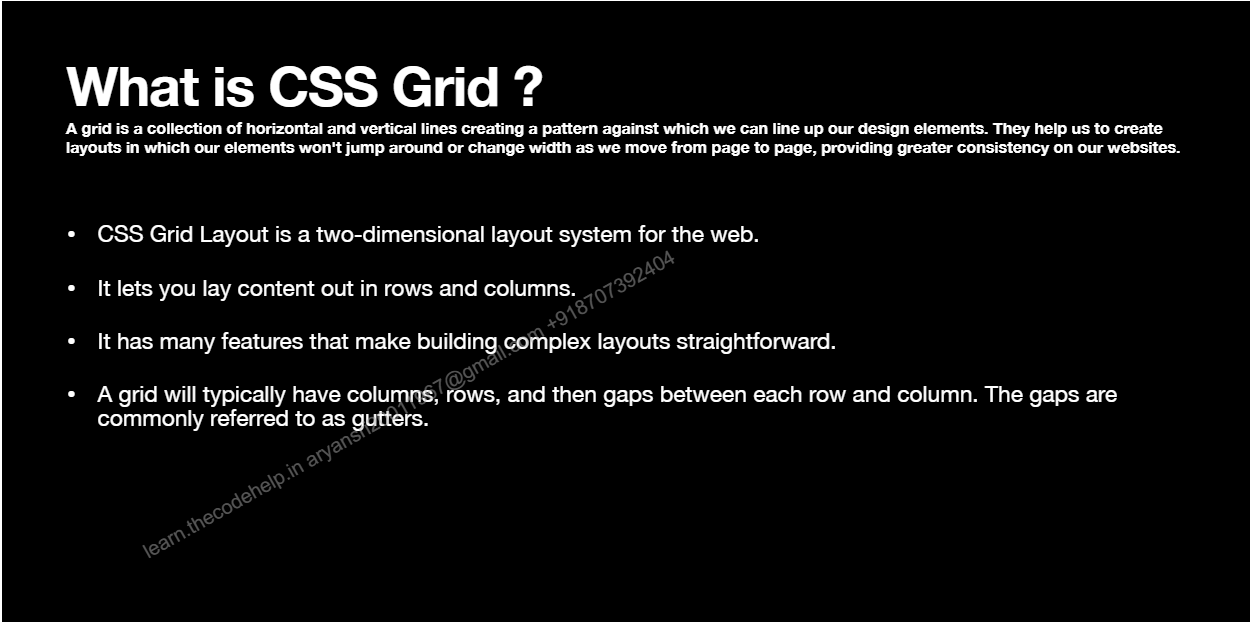 What is CSS Grid ?
A grid is a collection of horizontal and vertical lines creating a pattern against which we can line up our design elements. They help us to create
layouts in which our elements won't jump around or change width as we move from page to page, providing greater consistency on our websites.
• CSS Grid Layout is a two-dimensional layout system for the web.
• It lets you lay content out in rows and columns.
• It has many features that make building complex layouts straightforward.
• A grid will typically have columns, rows, and then gaps between each row and column. The gaps are
commonly referred to as gutters.
learn.thecodehelp.in +918707392404